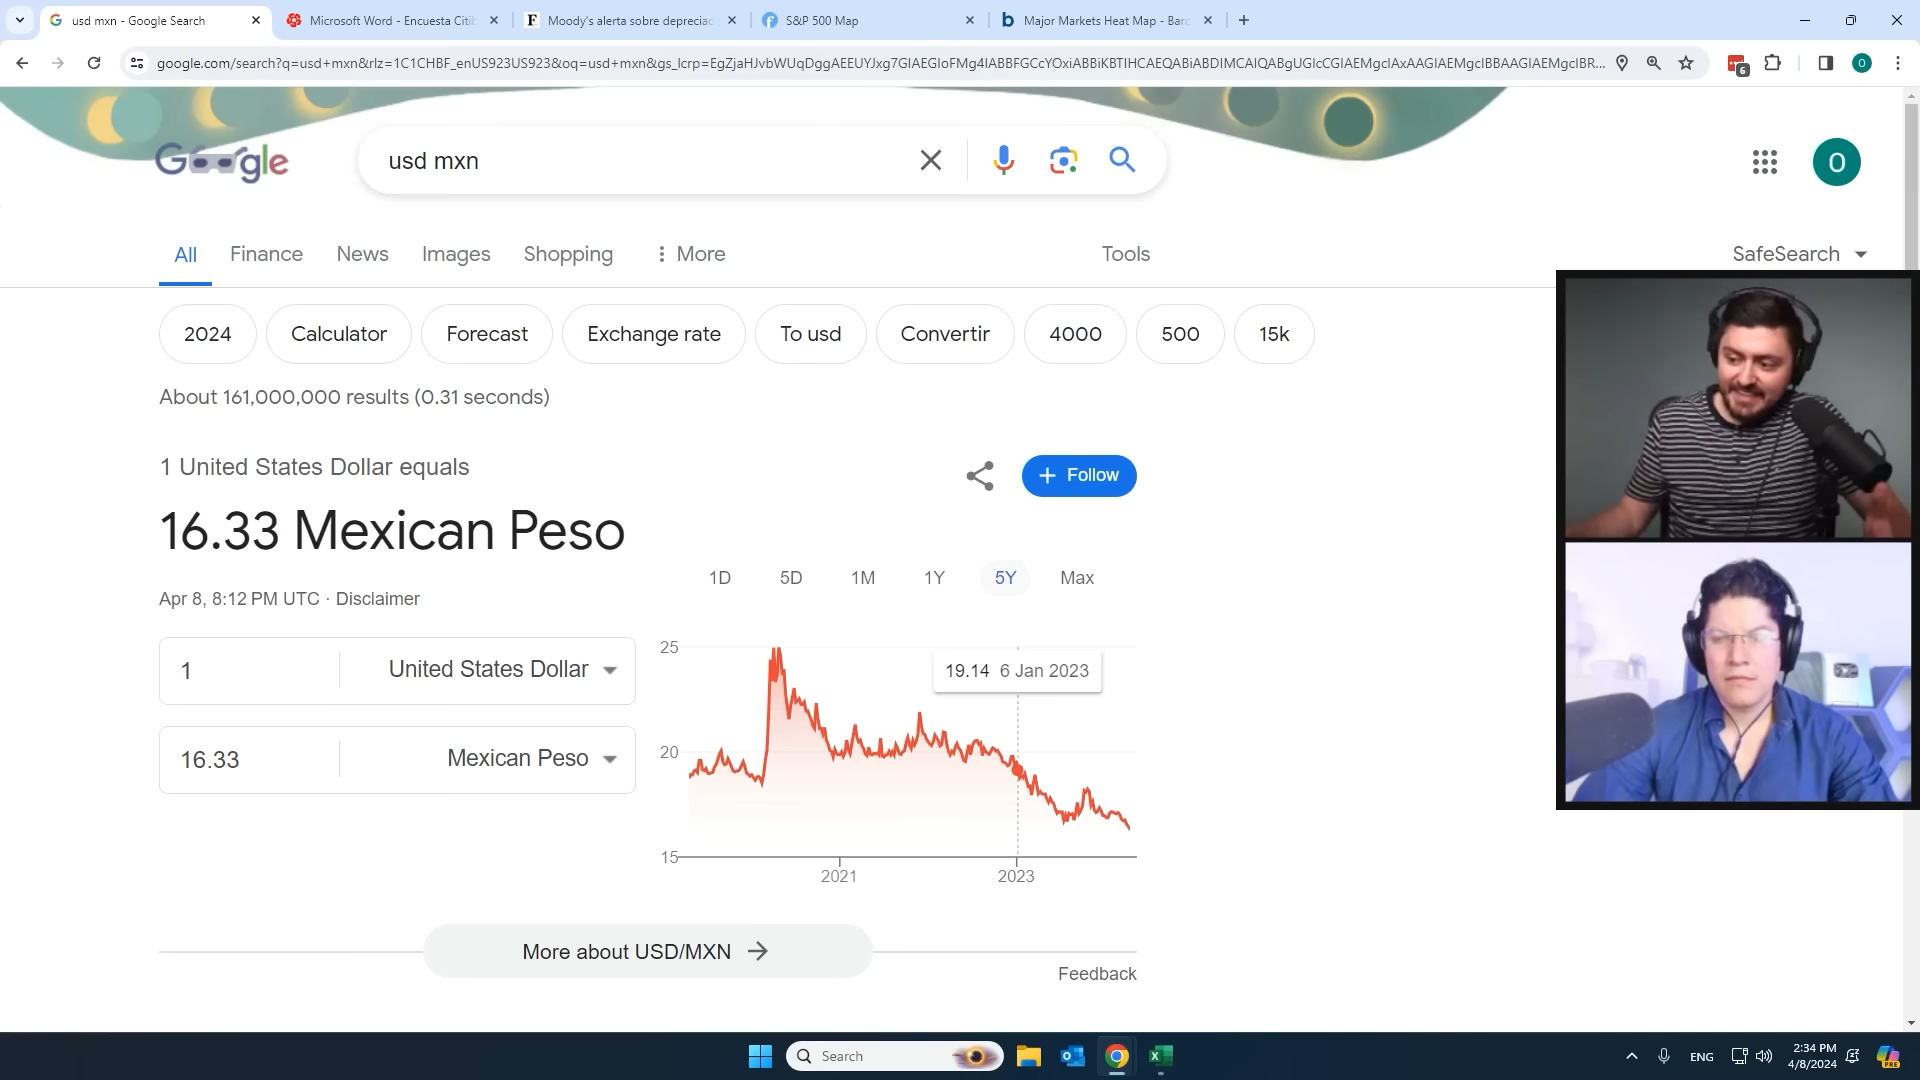 usd mxn - Google Search
Microsoft Word - Encuesta Citib
Moody's alerta sobre depreciac
S&P 500 Map
Major Markets Heat Map - Barc
google.com/search?q=usd+mxn&rlz=1C1CHBF_enUS923US923&oq=usd+mxn&gs_lcrp=EgZjaHJvbWUqDggAEEUYJxg7GIAEGIoFMg4IABBFGCcYOxiABBiKBTIHCAEQABiABDIMCAIQABgUGIcCGIAEMgcIAxAAGIAEMgcIBBAAGIAEMgcIBR...
6
O
Google
usd mxn
O
All
Finance
News
Images
Shopping
More
Tools
SafeSearch
2024
Calculator
Forecast
Exchange rate
To usd
Convertir
4000
500
15k
About 161,000,000 results (0.31 seconds)
1 United States Dollar equals
Follow
16.33 Mexican Peso
1D
5D
1M
1Y
5Y
Max
Apr 8, 8:12 PM UTC · Disclaimer
1
United States Dollar
16.33
Mexican Peso
25
19.14 6 Jan 2023
20
15
2021
2023
More about USD/MXN
Feedback
Search
ENG
2:34 PM
4/8/2024
PRE